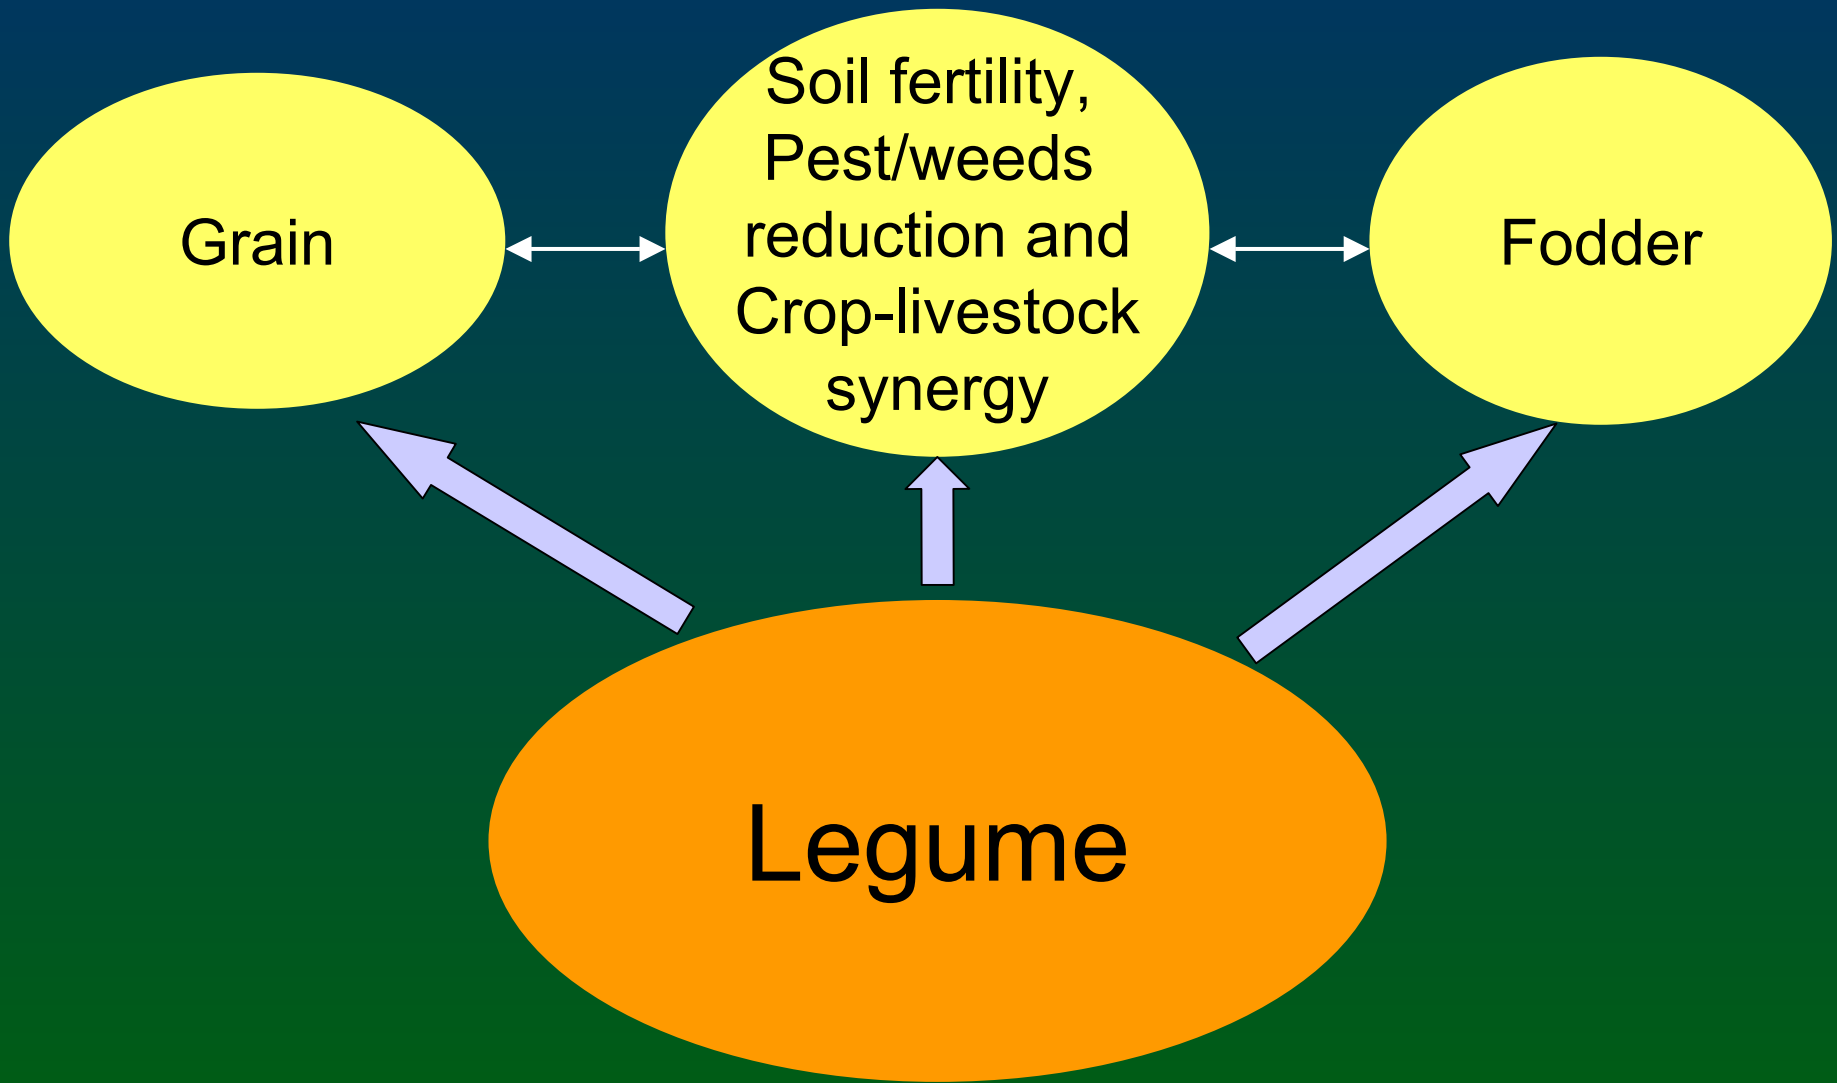 Grain
Soil fertility,
Pest/weeds
reduction and
Crop-livestock
synergy
Fodder
Legume